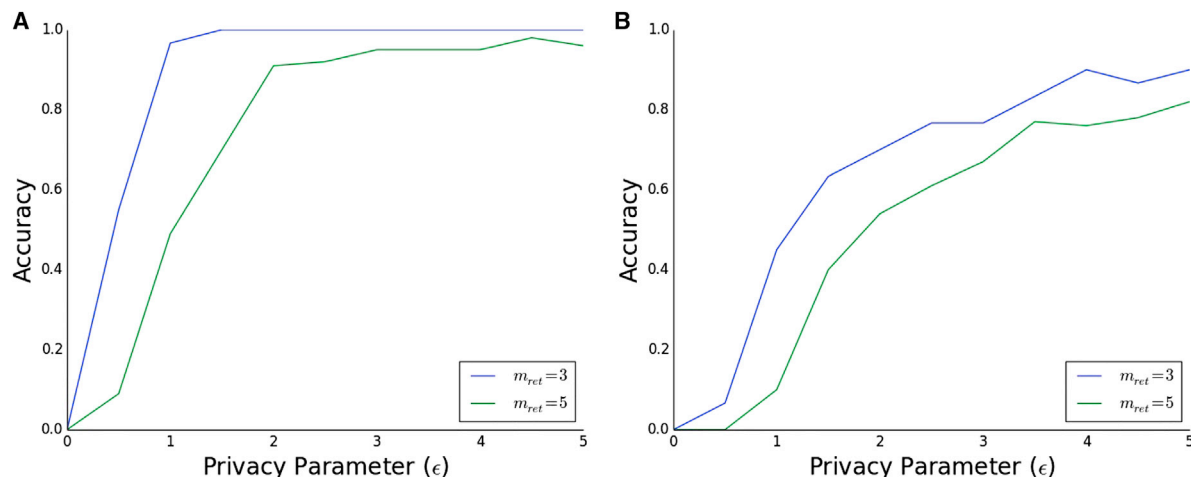 A
1.0
0.8
0.6
0.4
0.2
0.0
Accuracy
0 1 2 3 4 5
Privacy Parameter (ϵ)
m_ret=3
m_ret=5
B
1.0
0.8
0.6
0.4
0.2
0.0
Accuracy
0 1 2 3 4 5
Privacy Parameter (ϵ)
m_ret=3
m_ret=5